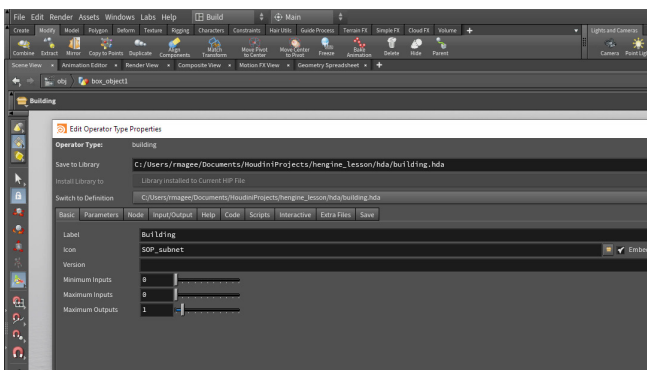 File Edit Render Assets Windows Labs Help Build Main
Create Modify Model Polygon Deform Texture Rigging Characters Constraints Hair Utils Guide Process Terrain FX Simple FX Cloud FX Volume + Lights and Cameras
Combine Extract Mirror Copy to Points Duplicate Align Components Match Transform Move Pivot to Center Move Center to Pivot Freeze Bake Animation Delete Hide Parent Camera Point Lig
Scene View × Animation Editor × Render View × Composite View × Motion FX View × Geometry Spreadsheet × +
obj box_object1
Building
Edit Operator Type Properties
Operator Type: building
Save to Library C:/Users/rmagee/Documents/HoudiniProjects/hengine_lesson/hda/building.hda
Install Library to Library installed to Current HIP File
Switch to Definition C:/Users/rmagee/Documents/HoudiniProjects/hengine_lesson/hda/building.hda
Basic Parameters Node Input/Output Help Code Scripts Interactive Extra Files Save
Label Building
Icon SOP_subnet Embe
Version
Minimum Inputs 0
Maximum Inputs 0
Maximum Outputs 1